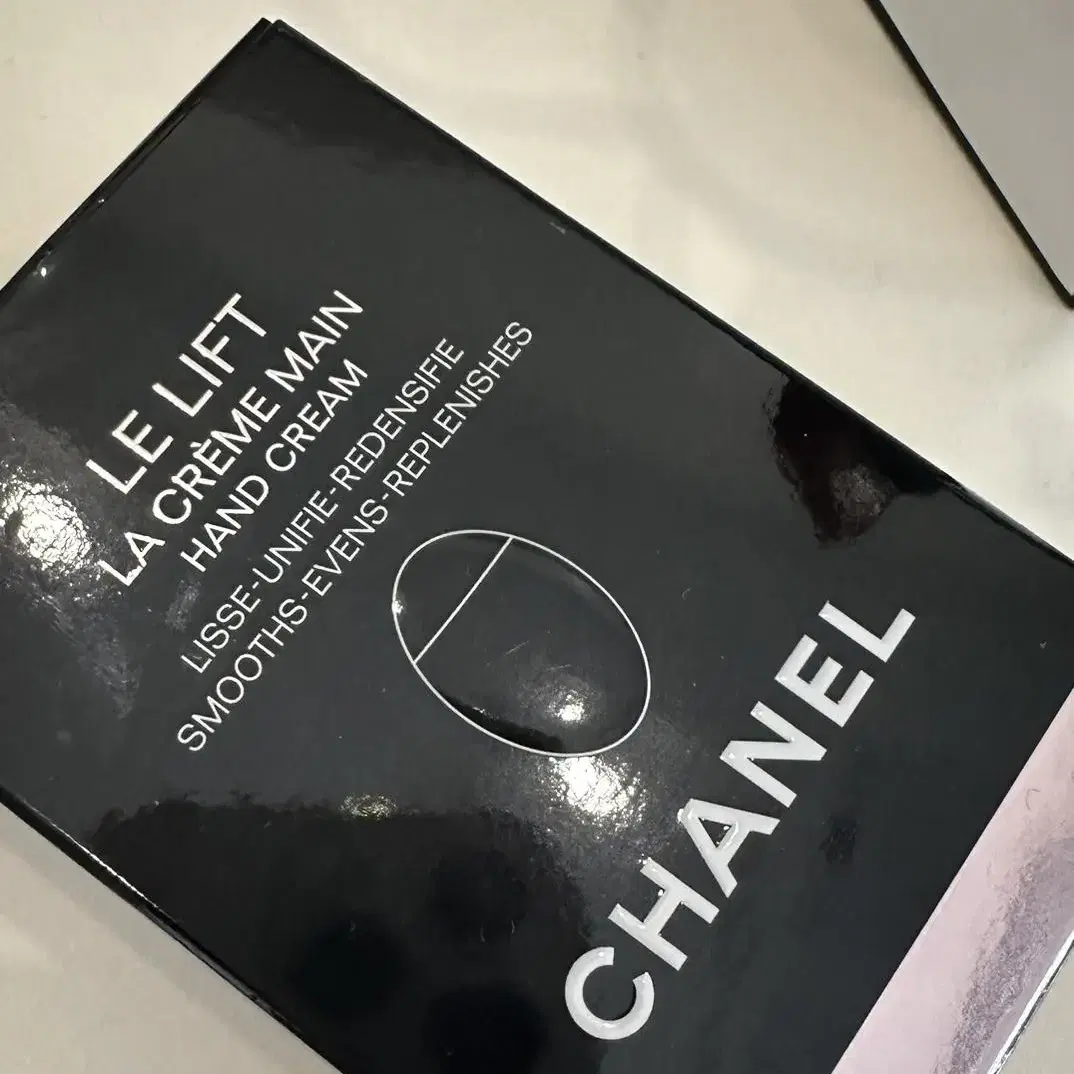 LE LIFT
LA CRÈME MAIN
HAND CREAM
LISSE-UNIFIE-REDENSIFIE
SMOOTHS-EVENS-REPLENISHES
CHANEL